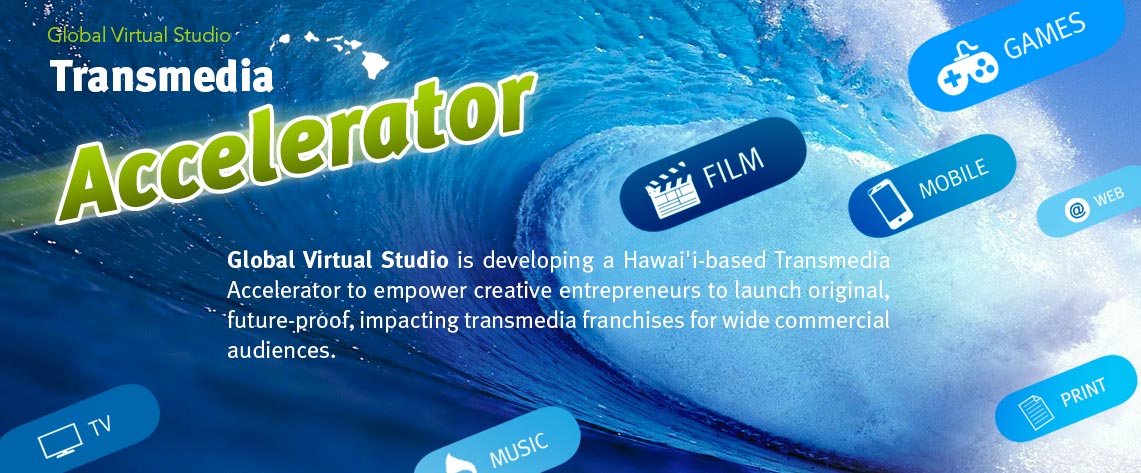 Global Virtual Studio
Transmedia
Accelerator
GAMES
FILM
MOBILE
@ WEB
Global Virtual Studio is developing a Hawai'i-based Transmedia
Accelerator to empower creative entrepreneurs to launch original,
future-proof, impacting transmedia franchises for wide commercial
audiences.
PRINT
TV
MUSIC